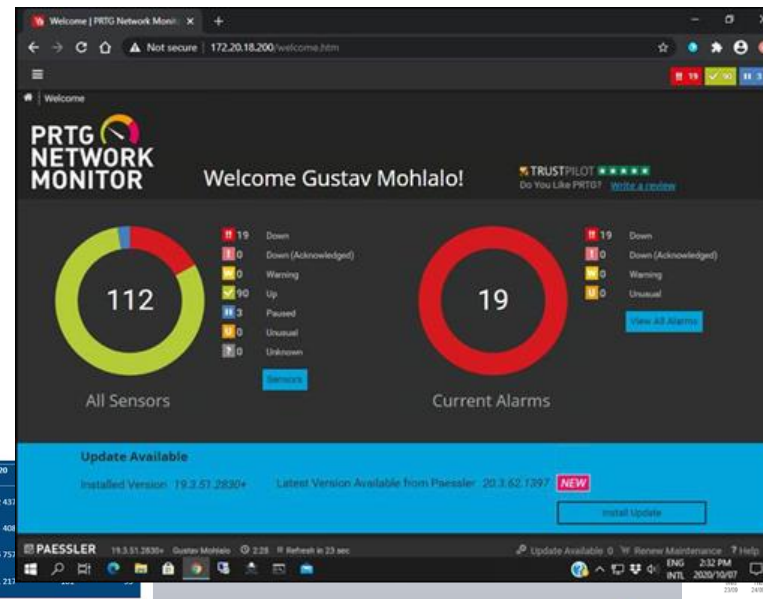 Welcome | PRTG Network Monit
Not secure 172.20.18.200/welcome.htm
19 90 3
Welcome
PRTG
NETWORK
MONITOR
Welcome Gustav Mohlalo!
TRUSTPILOT
Do You Like PRTG? Write a review
112
19 Down
0 Down (Acknowledged)
W 0 Warning
90 Up
3 Paused
U 0 Unusual
? 0 Unknown
Sensors
All Sensors
19
19 Down
0 Down (Acknowledged)
W 0 Warning
U 0 Unusual
View All Alarms
Current Alarms
Update Available
Installed Version 19.3.51.2830+ Latest Version Available from Paessler 20.3.62.1397 NEW
Install Update
PAESSLER 19.3.51.2830+ Gustav Mohlalo 2:28 Refresh in 23 sec Update Available 0 Renew Maintenance ? Help
ENG 2:32 PM
INTL 2020/10/07